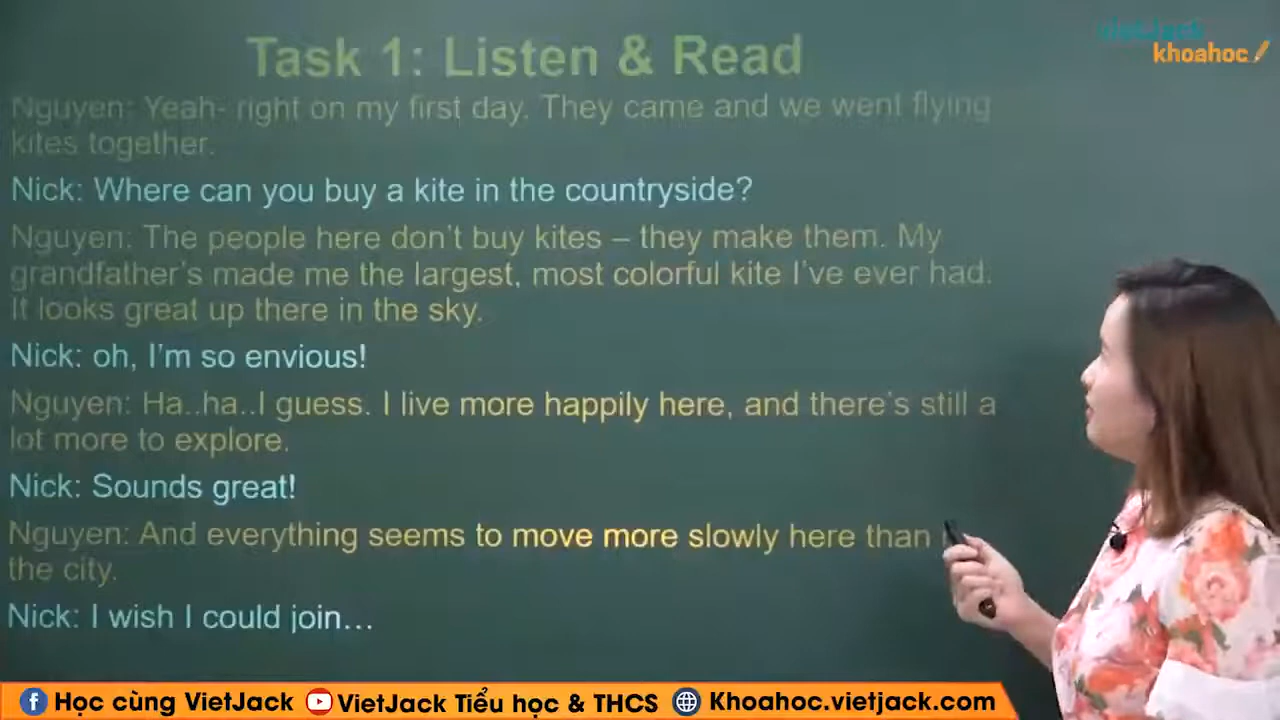 vietJack
khoahoc
Task 1: Listen & Read
Nguyen: Yeah- right on my first day. They came and we went flying
kites together.
Nick: Where can you buy a kite in the countryside?
Nguyen: The people here don't buy kites – they make them. My
grandfather's made me the largest, most colorful kite I've ever had.
It looks great up there in the sky.
Nick: oh, I'm so envious!
Nguyen: Ha..ha..I guess. I live more happily here, and there's still a
lot more to explore.
Nick: Sounds great!
Nguyen: And everything seems to move more slowly here than
the city.
Nick: I wish I could join…
Học cùng VietJack VietJack Tiểu học & THCS Khoahoc.vietjack.com